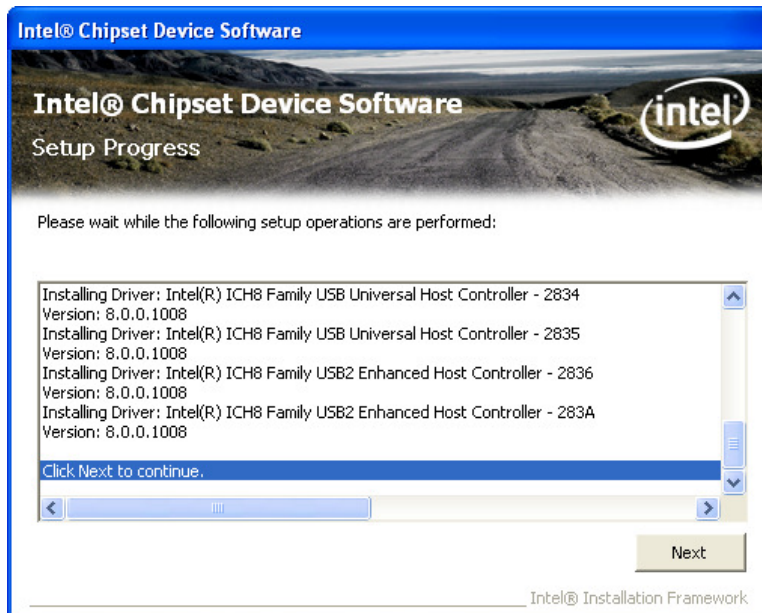 Intel® Chipset Device Software
Intel® Chipset Device Software
intel
Setup Progress
Please wait while the following setup operations are performed:
Installing Driver: Intel(R) ICH8 Family USB Universal Host Controller - 2834
Version: 8.0.0.1008
Installing Driver: Intel(R) ICH8 Family USB Universal Host Controller - 2835
Version: 8.0.0.1008
Installing Driver: Intel(R) ICH8 Family USB2 Enhanced Host Controller - 2836
Version: 8.0.0.1008
Installing Driver: Intel(R) ICH8 Family USB2 Enhanced Host Controller - 283A
Version: 8.0.0.1008
Click Next to continue.
Next
Intel® Installation Framework